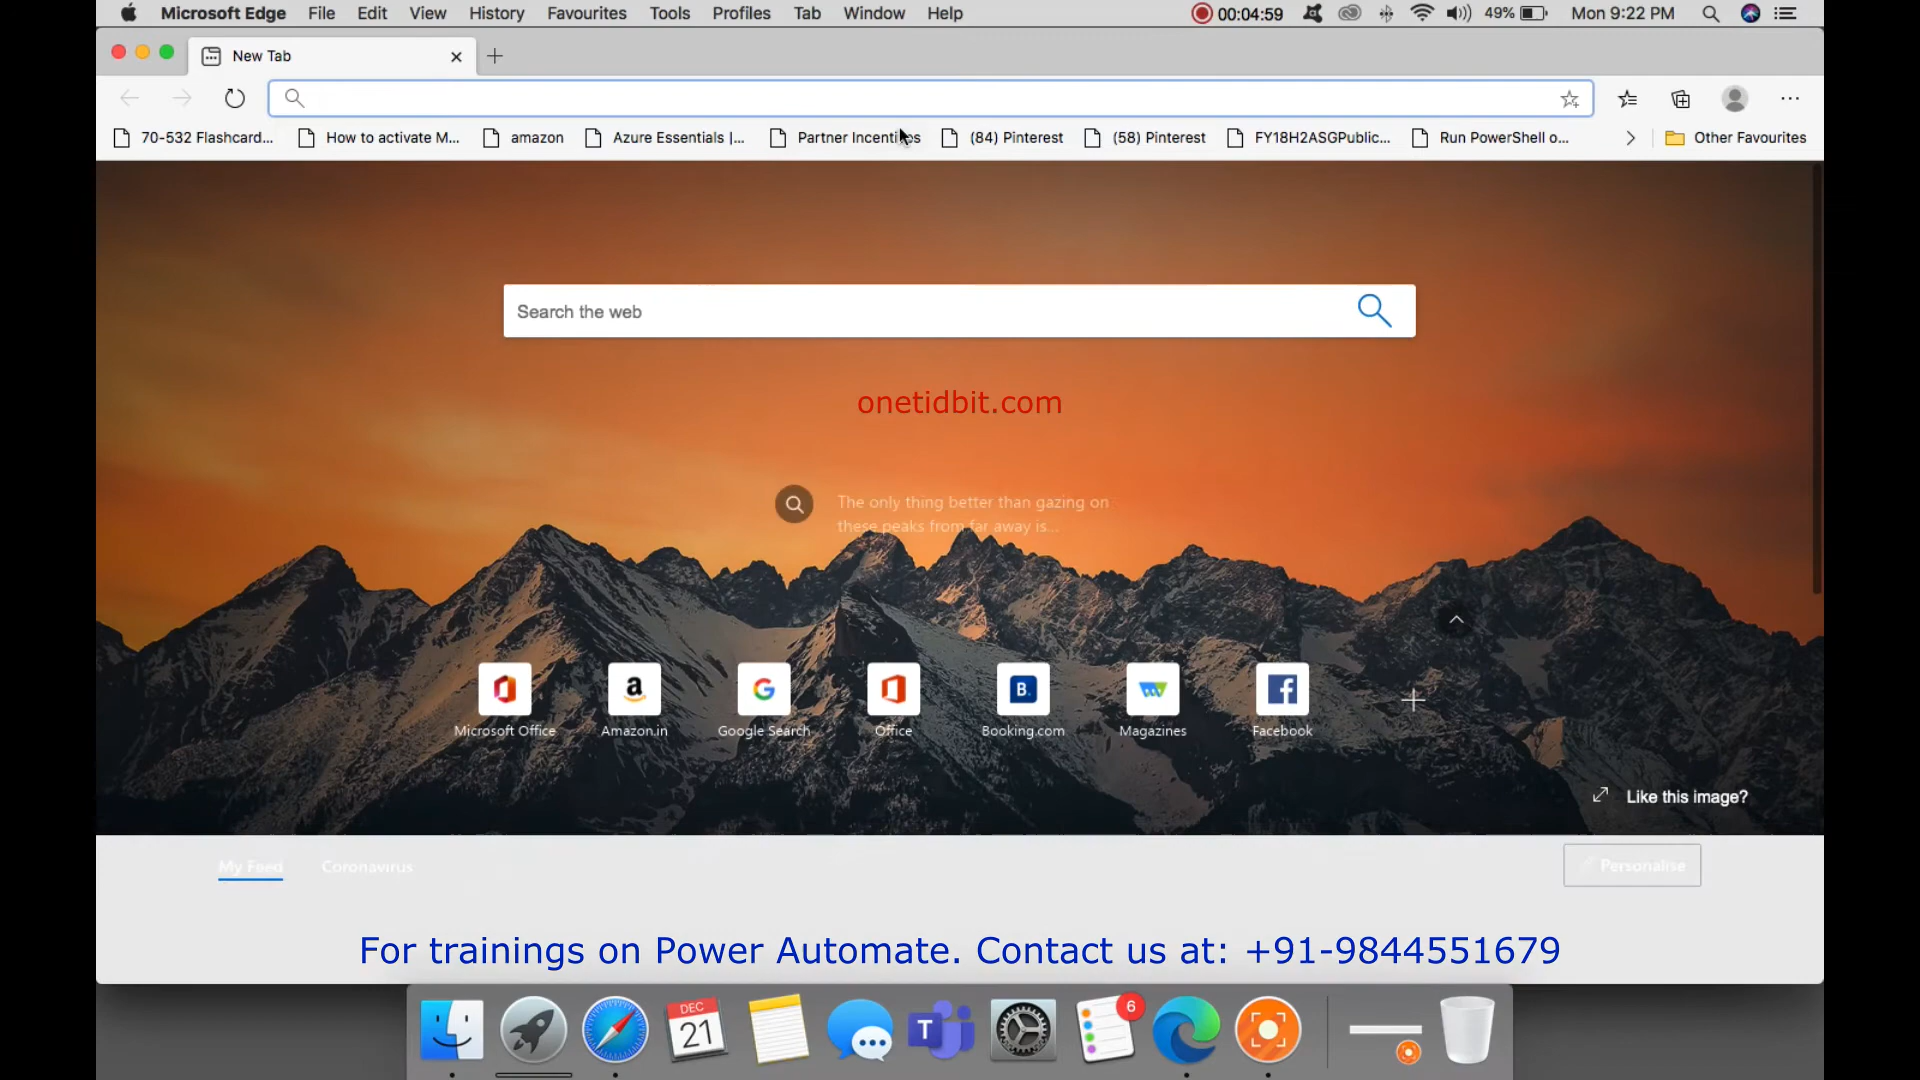 Microsoft Edge File Edit View History Favourites Tools Profiles Tab Window Help 00:04:59 49% Mon 9:22 PM
New Tab
70-532 Flashcard... How to activate M... amazon Azure Essentials |... Partner Incentives (84) Pinterest (58) Pinterest FY18H2ASGPublic... Run PowerShell o... Other Favourites
Search the web
onetidbit.com
The only thing better than gazing on
these peaks from far away is...
a G B. f
Microsoft Office Amazon.in Google Search Office Booking.com Magazines Facebook
Like this image?
My Feed Coronavirus Personalise
For trainings on Power Automate. Contact us at: +91-9844551679
DEC
21
T
6